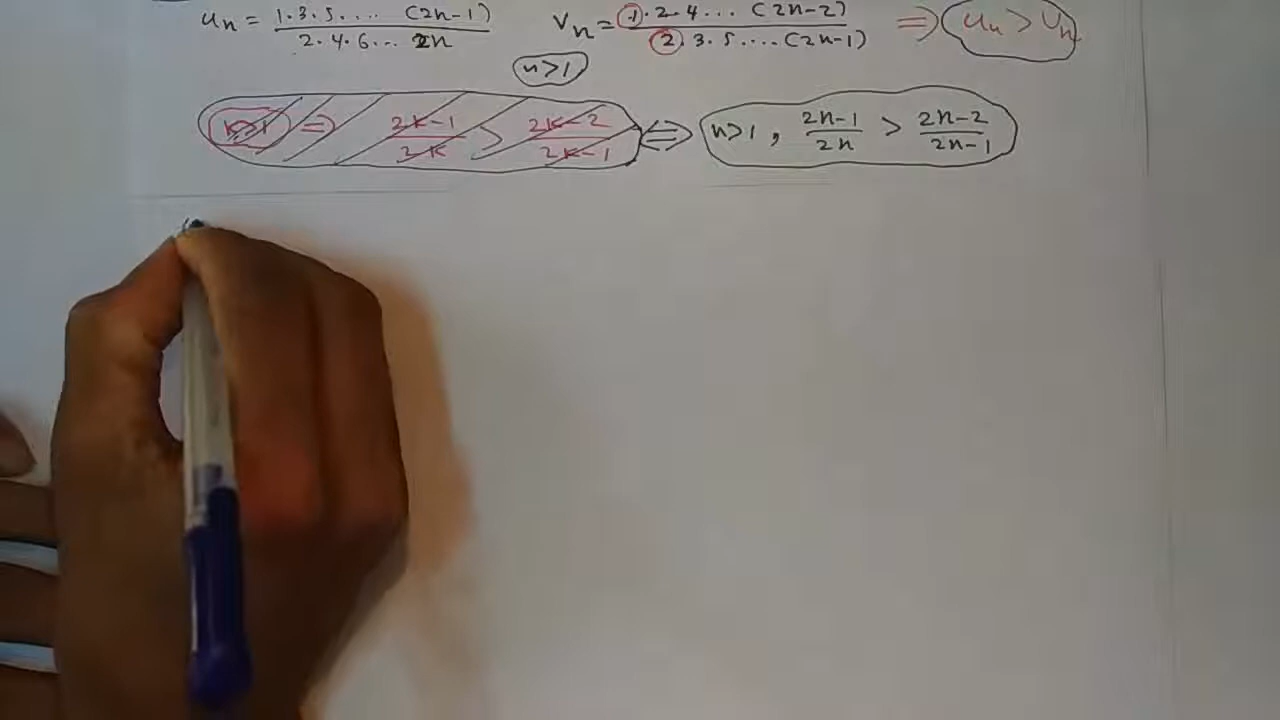 uₙ = 1·3·5.... (2n-1) / 2·4·6... 2n    Vₙ = 1·2·4... (2n-2) / 2·3·5....(2n-1) ⇒ uₙ > Vₙ
n>1
k>1 ⇒ 2k-1 / 2k > 2k-2 / 2k-1 ⇔ n>1, 2n-1 / 2n > 2n-2 / 2n-1